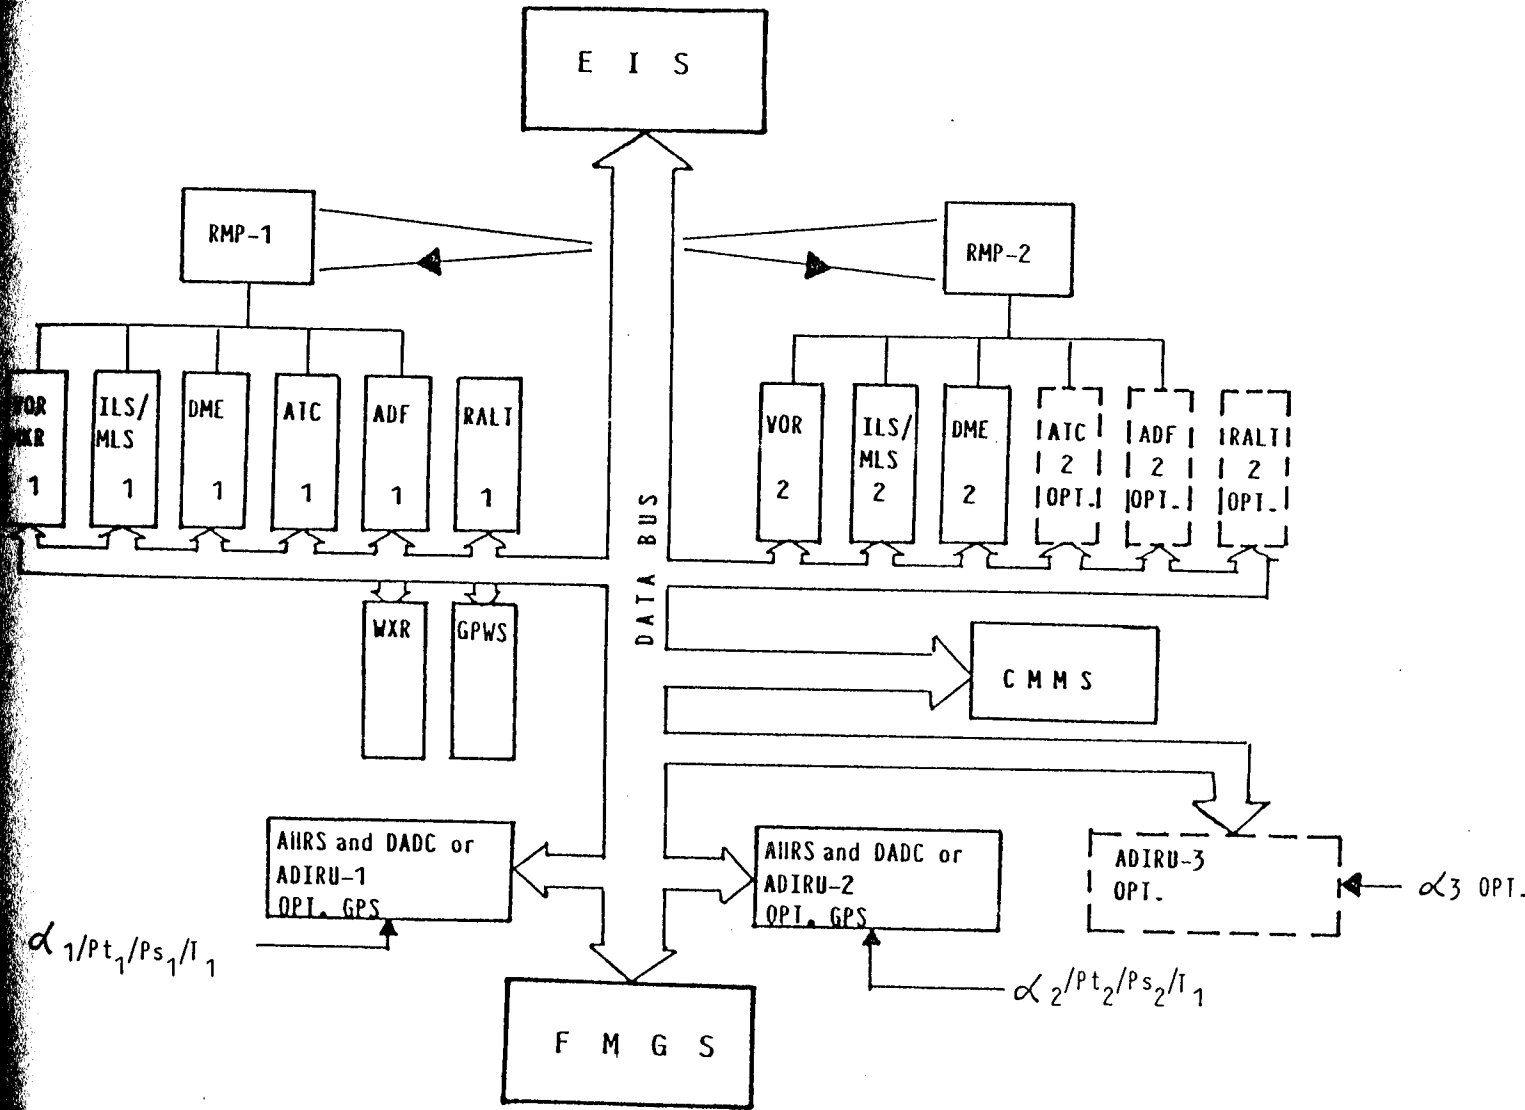 E I S
RMP-1
RMP-2
VOR
MKR
1
ILS/
MLS
1
DME
1
ATC
1
ADF
1
RALT
1
VOR
2
ILS/
MLS
2
DME
2
ATC
2
OPT.
ADF
2
OPT.
RALT
2
OPT.
DATA BUS
WXR
GPWS
C M M S
AHRS and DADC or
ADIRU-1
OPT. GPS
AHRS and DADC or
ADIRU-2
OPT. GPS
ADIRU-3
OPT.
α3 OPT.
α1/Pt1/Ps1/T1
α2/Pt2/Ps2/T1
F M G S